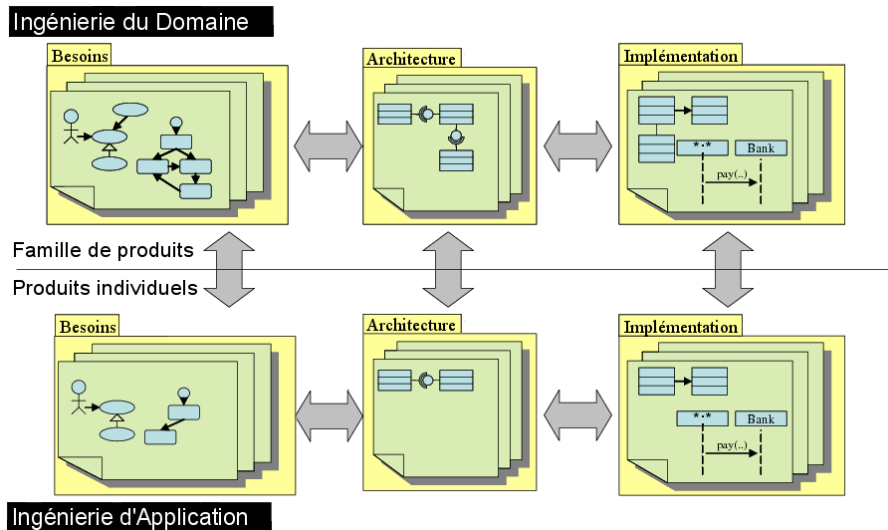 Ingénierie du Domaine
Besoins
Architecture
Implémentation
*.*
Bank
pay(..)
Famille de produits
Produits individuels
Besoins
Architecture
Implémentation
*.*
Bank
pay(..)
Ingénierie d'Application